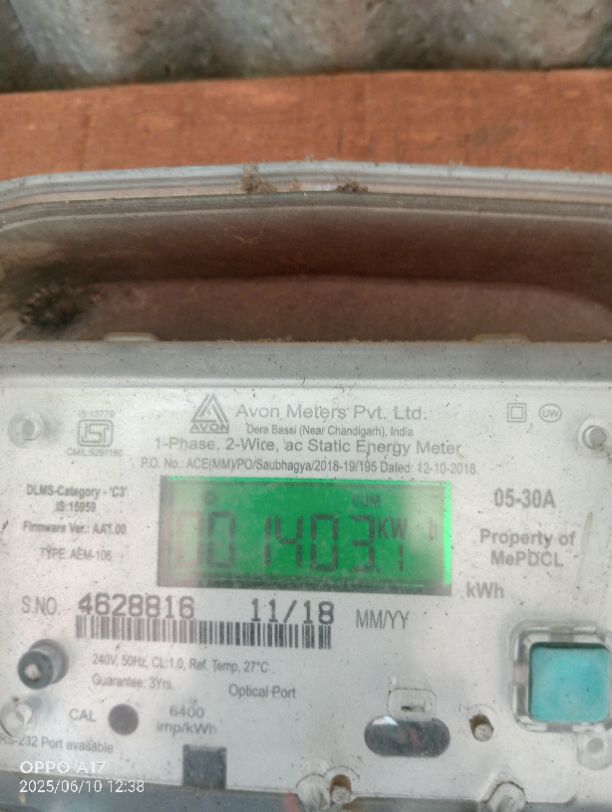 IS:13779
CM/L:9281160
AVON
Avon Meters Pvt. Ltd.
Dera Bassi (Near Chandigarh), India
UW
1-Phase, 2-Wire, ac Static Energy Meter
P.O. No.: ACE(MM)/PO/Saubhagya/2018-19/195 Dated: 12-10-2018
DLMS-Category - 'C3'
IS:15959
Firmware Ver.: AA1.00
TYPE: AEM-106
CUM
001403.1 KW h
05-30A
Property of
MePDCL
kWh
S.NO. 4628816 11/18 MM/YY
240V, 50Hz, CL:1.0, Ref. Temp. 27°C
Guarantee: 3Yrs.
Optical Port
CAL
6400
imp/kWh
RS-232 Port available
OPPO A17
2025/06/10 12:38